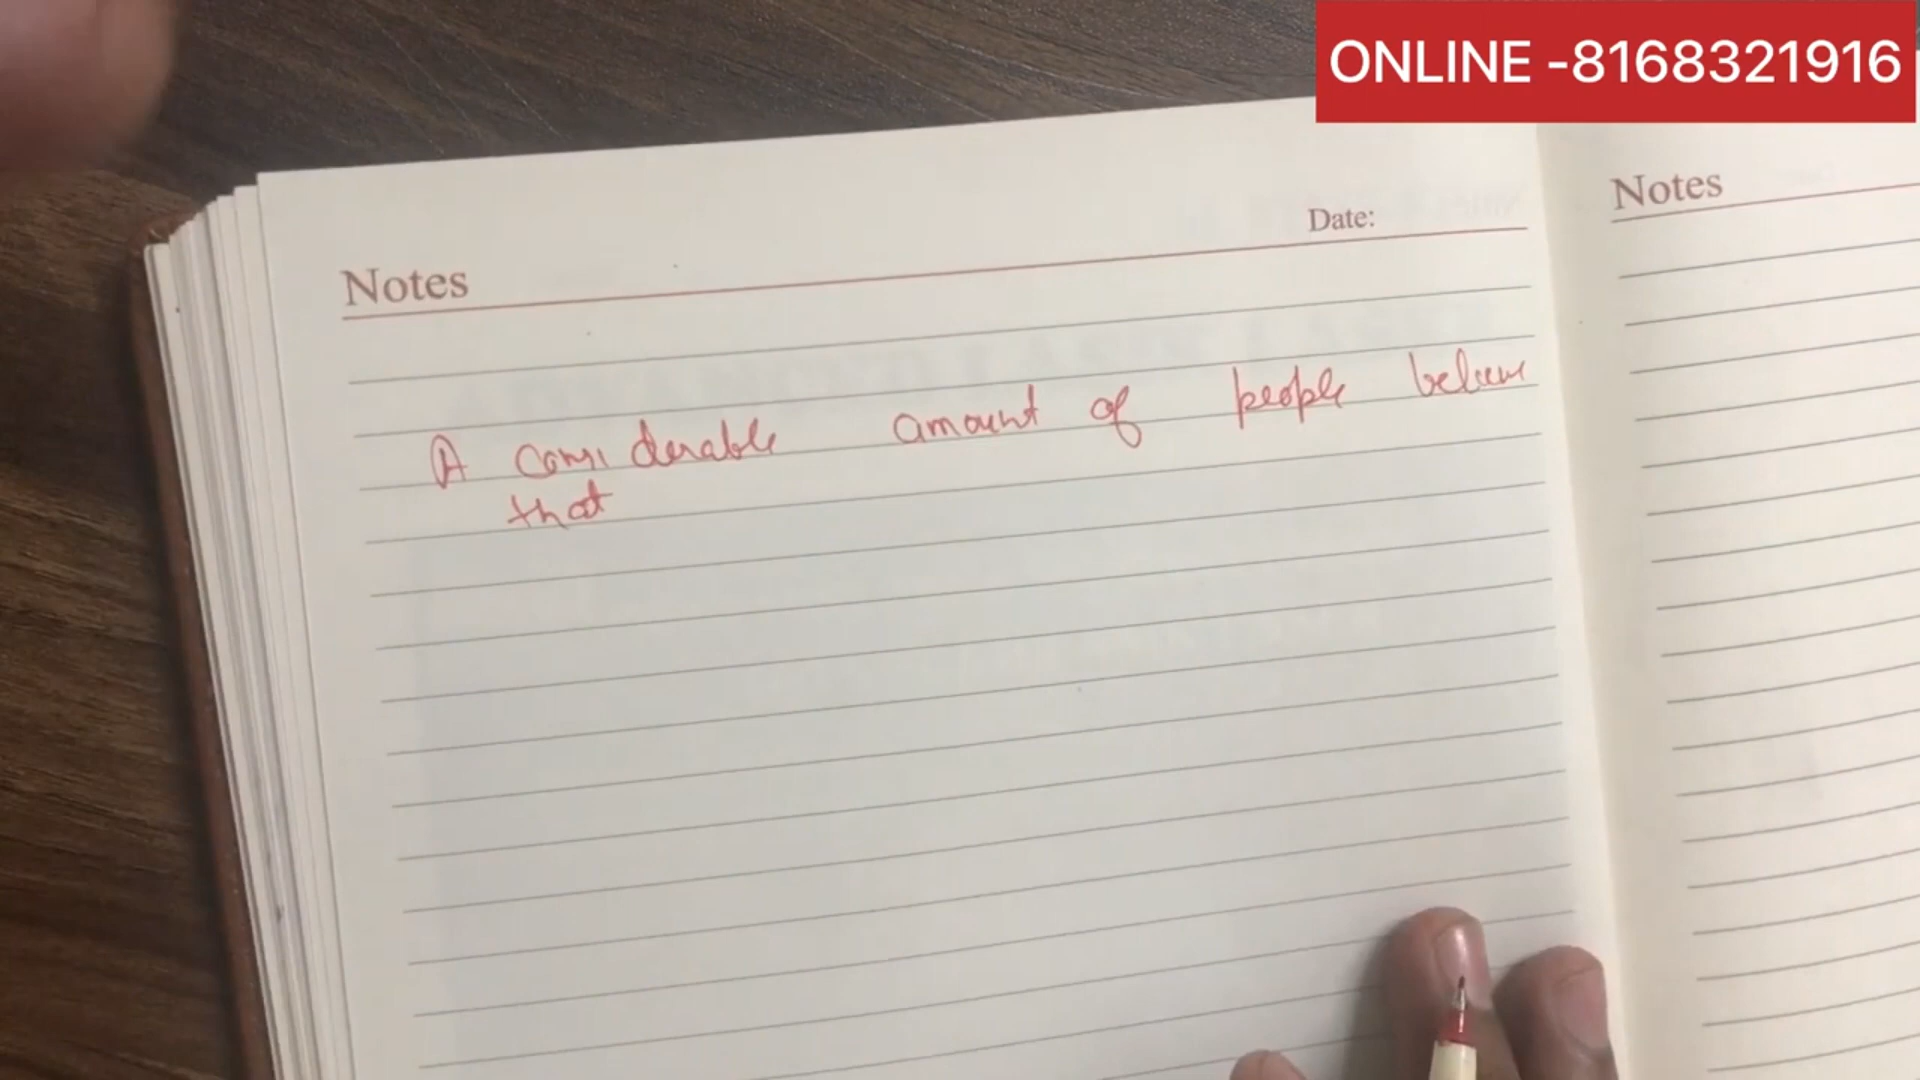 ONLINE -8168321916
Notes
Date:
A considerable amount of people believe
that
Notes